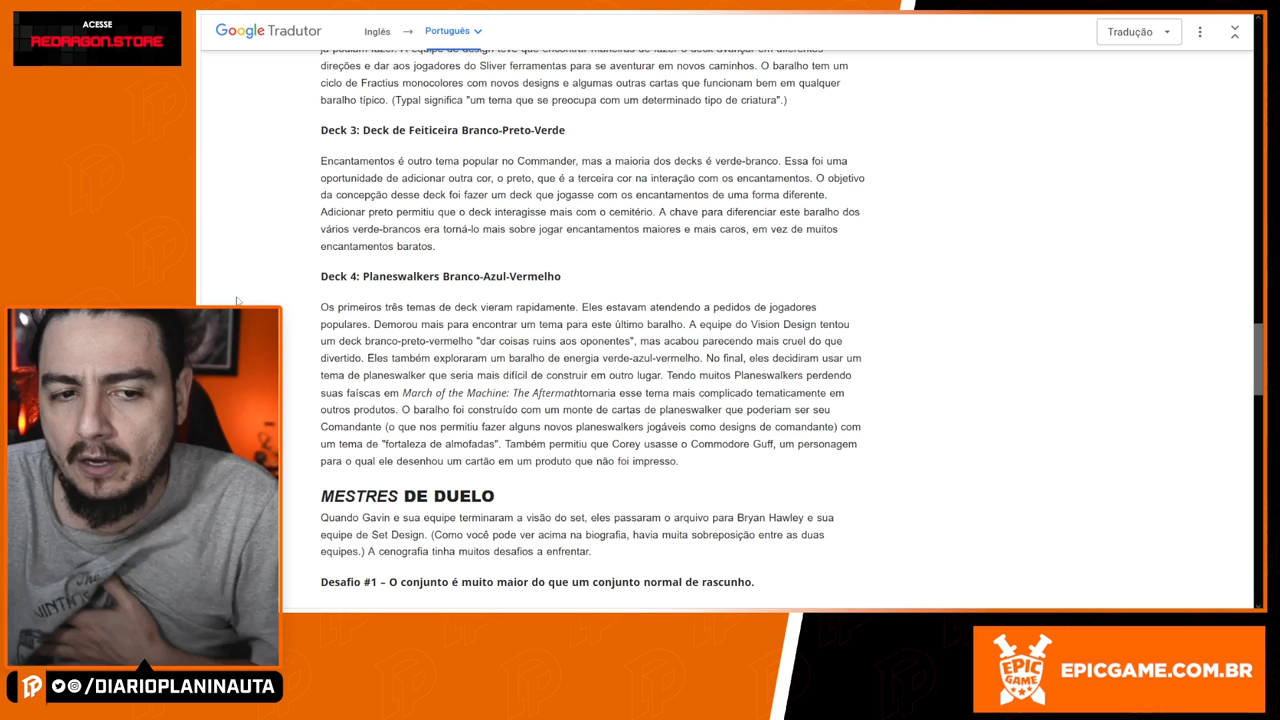 ACESSE
REDRAGON.STORE
Google Tradutor
Inglês → Português
Tradução
já podiam fazer. A equipe de design teve que encontrar maneiras de fazer o deck avançar em diferentes
direções e dar aos jogadores do Sliver ferramentas para se aventurar em novos caminhos. O baralho tem um
ciclo de Fractius monocolores com novos designs e algumas outras cartas que funcionam bem em qualquer
baralho típico. (Typal significa "um tema que se preocupa com um determinado tipo de criatura".)
Deck 3: Deck de Feiticeira Branco-Preto-Verde
Encantamentos é outro tema popular no Commander, mas a maioria dos decks é verde-branco. Essa foi uma
oportunidade de adicionar outra cor, o preto, que é a terceira cor na interação com os encantamentos. O objetivo
da concepção desse deck foi fazer um deck que jogasse com os encantamentos de uma forma diferente.
Adicionar preto permitiu que o deck interagisse mais com o cemitério. A chave para diferenciar este baralho dos
vários verde-brancos era torná-lo mais sobre jogar encantamentos maiores e mais caros, em vez de muitos
encantamentos baratos.
Deck 4: Planeswalkers Branco-Azul-Vermelho
Os primeiros três temas de deck vieram rapidamente. Eles estavam atendendo a pedidos de jogadores
populares. Demorou mais para encontrar um tema para este último baralho. A equipe do Vision Design tentou
um deck branco-preto-vermelho "dar coisas ruins aos oponentes", mas acabou parecendo mais cruel do que
divertido. Eles também exploraram um baralho de energia verde-azul-vermelho. No final, eles decidiram usar um
tema de planeswalker que seria mais difícil de construir em outro lugar. Tendo muitos Planeswalkers perdendo
suas faíscas em March of the Machine: The Aftermathtornaria esse tema mais complicado tematicamente em
outros produtos. O baralho foi construído com um monte de cartas de planeswalker que poderiam ser seu
Comandante (o que nos permitiu fazer alguns novos planeswalkers jogáveis como designs de comandante) com
um tema de "fortaleza de almofadas". Também permitiu que Corey usasse o Commodore Guff, um personagem
para o qual ele desenhou um cartão em um produto que não foi impresso.
MESTRES DE DUELO
Quando Gavin e sua equipe terminaram a visão do set, eles passaram o arquivo para Bryan Hawley e sua
equipe de Set Design. (Como você pode ver acima na biografia, havia muita sobreposição entre as duas
equipes.) A cenografia tinha muitos desafios a enfrentar.
Desafio #1 – O conjunto é muito maior do que um conjunto normal de rascunho.
/DIARIOPLANINAUTA
EPIC
GAME
EPICGAME.COM.BR